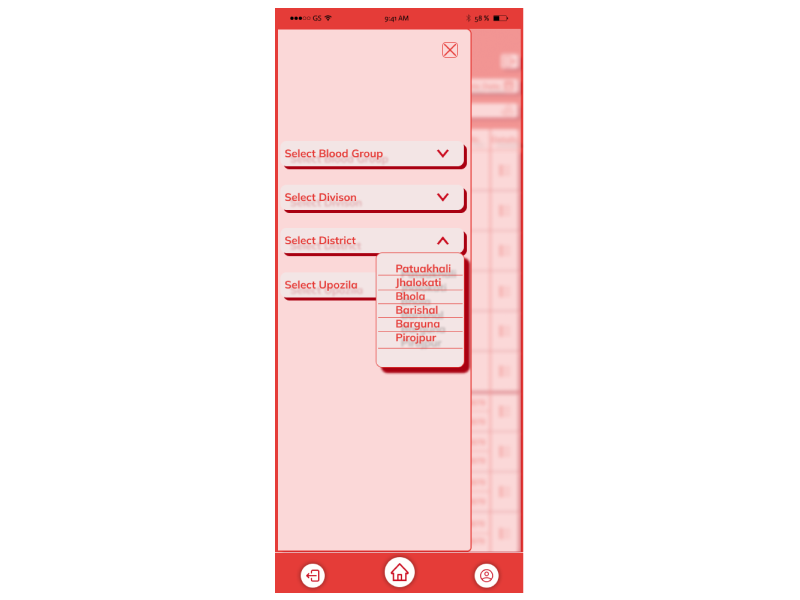 GS 9:41 AM 58 %
Select Blood Group
Select Divison
Select District
Patuakhali
Jhalokati
Bhola
Barishal
Barguna
Pirojpur
Select Upozila